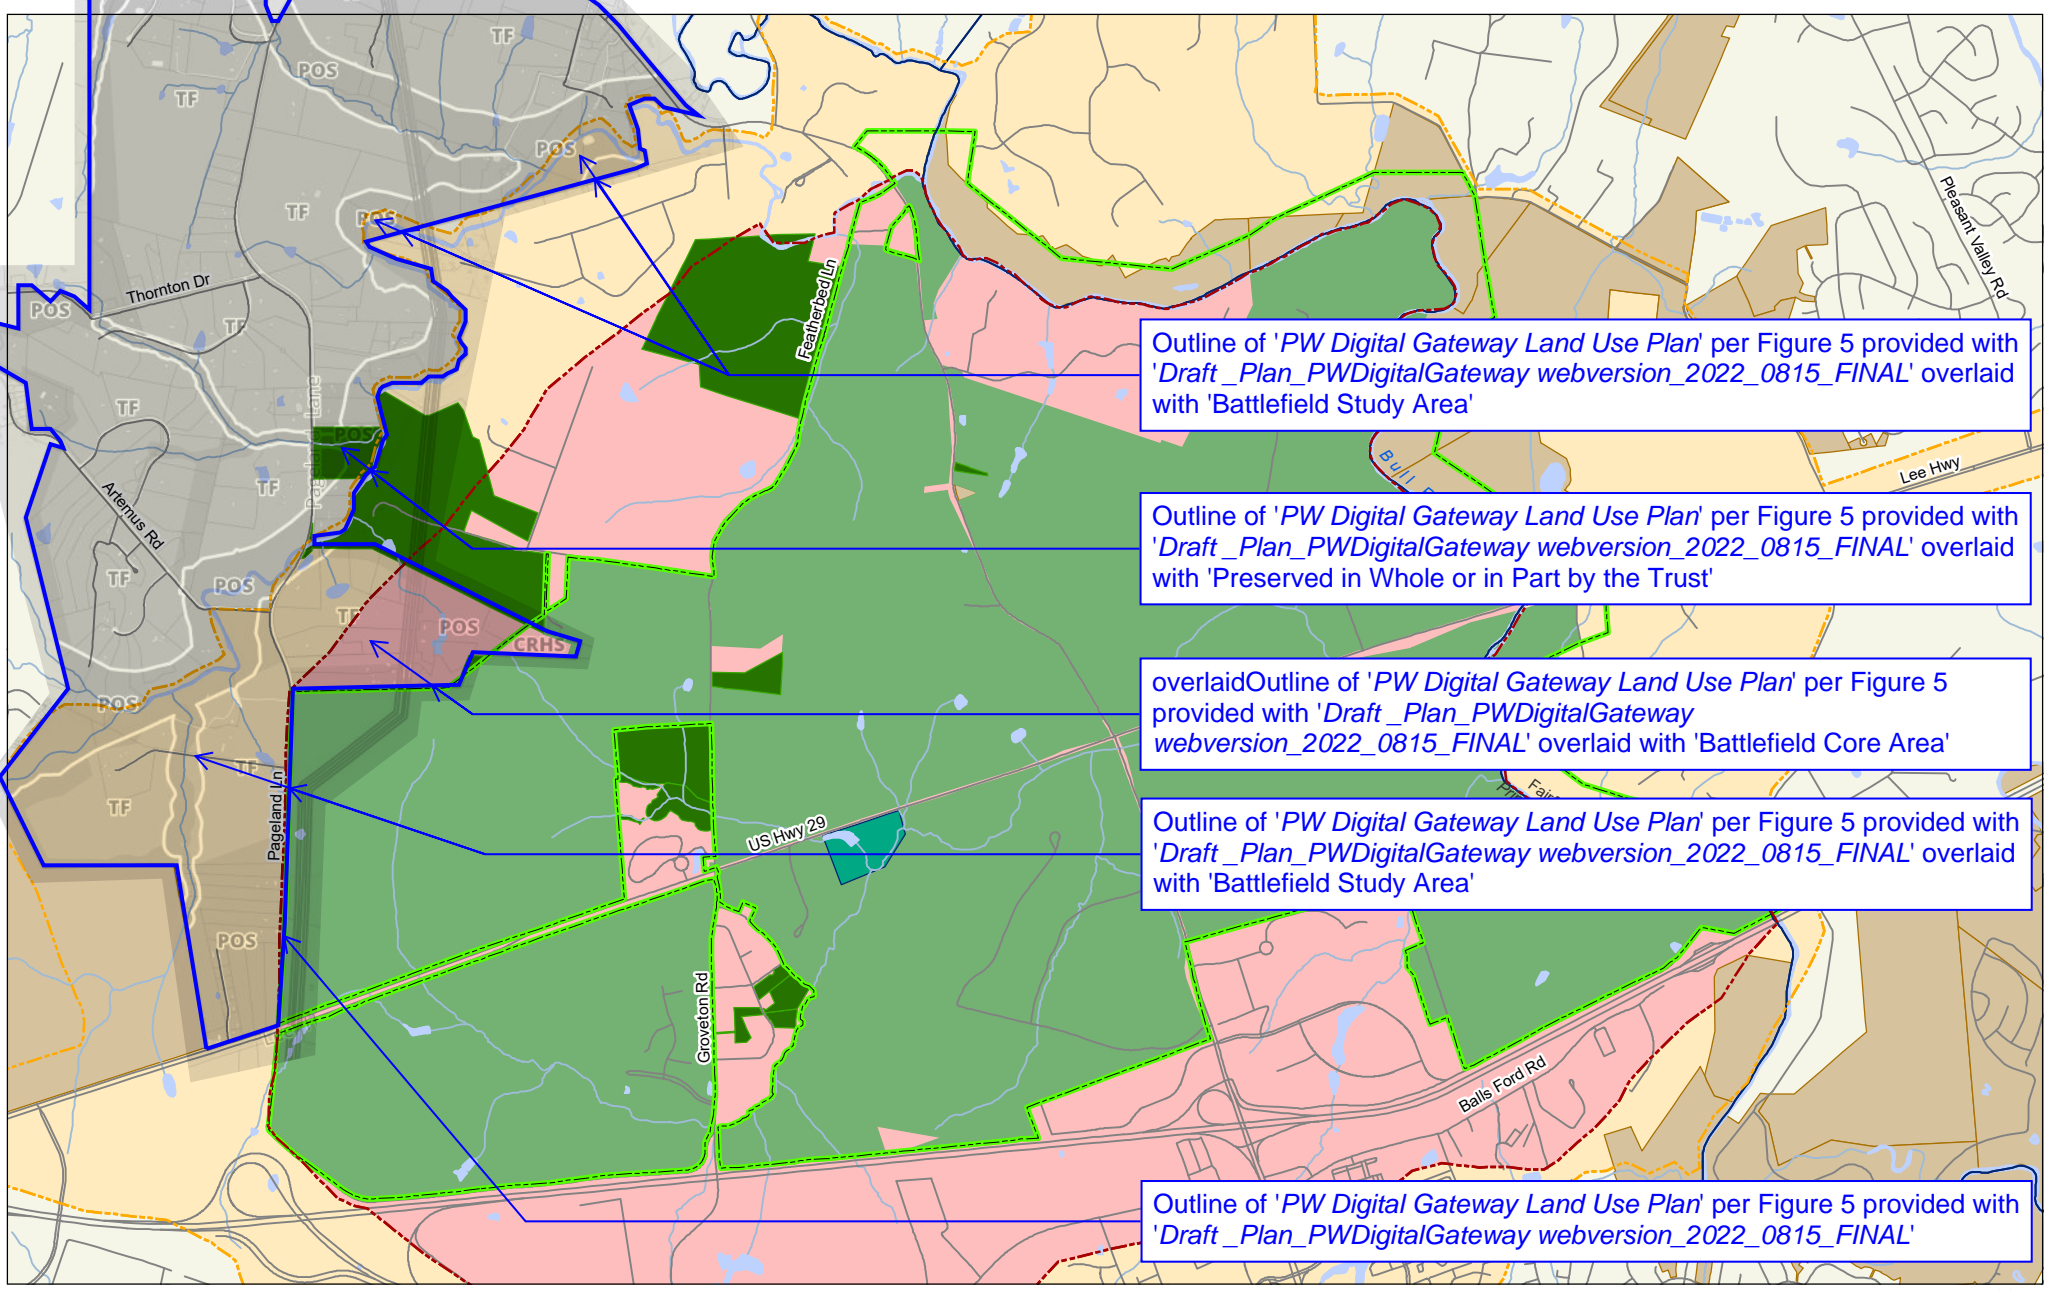 TF
POS
TF
POS
TF
POS
Thornton Dr
POS
TF
Featherbed Ln
Pleasant Valley Rd
Outline of 'PW Digital Gateway Land Use Plan' per Figure 5 provided with
'Draft _Plan_PWDigitalGateway webversion_2022_0815_FINAL' overlaid
with 'Battlefield Study Area'
Pageland Lane
TF
POS
TF
Artemus Rd
Bull
Lee Hwy
Outline of 'PW Digital Gateway Land Use Plan' per Figure 5 provided with
'Draft _Plan_PWDigitalGateway webversion_2022_0815_FINAL' overlaid
with 'Preserved in Whole or in Part by the Trust'
TF
POS
TF
POS
CRHS
overlaidOutline of 'PW Digital Gateway Land Use Plan' per Figure 5
provided with 'Draft _Plan_PWDigitalGateway
webversion_2022_0815_FINAL' overlaid with 'Battlefield Core Area'
POS
TF
TF
Pageland Ln
US Hwy 29
Outline of 'PW Digital Gateway Land Use Plan' per Figure 5 provided with
'Draft _Plan_PWDigitalGateway webversion_2022_0815_FINAL' overlaid
with 'Battlefield Study Area'
POS
Groveton Rd
Balls Ford Rd
Outline of 'PW Digital Gateway Land Use Plan' per Figure 5 provided with
'Draft _Plan_PWDigitalGateway webversion_2022_0815_FINAL'